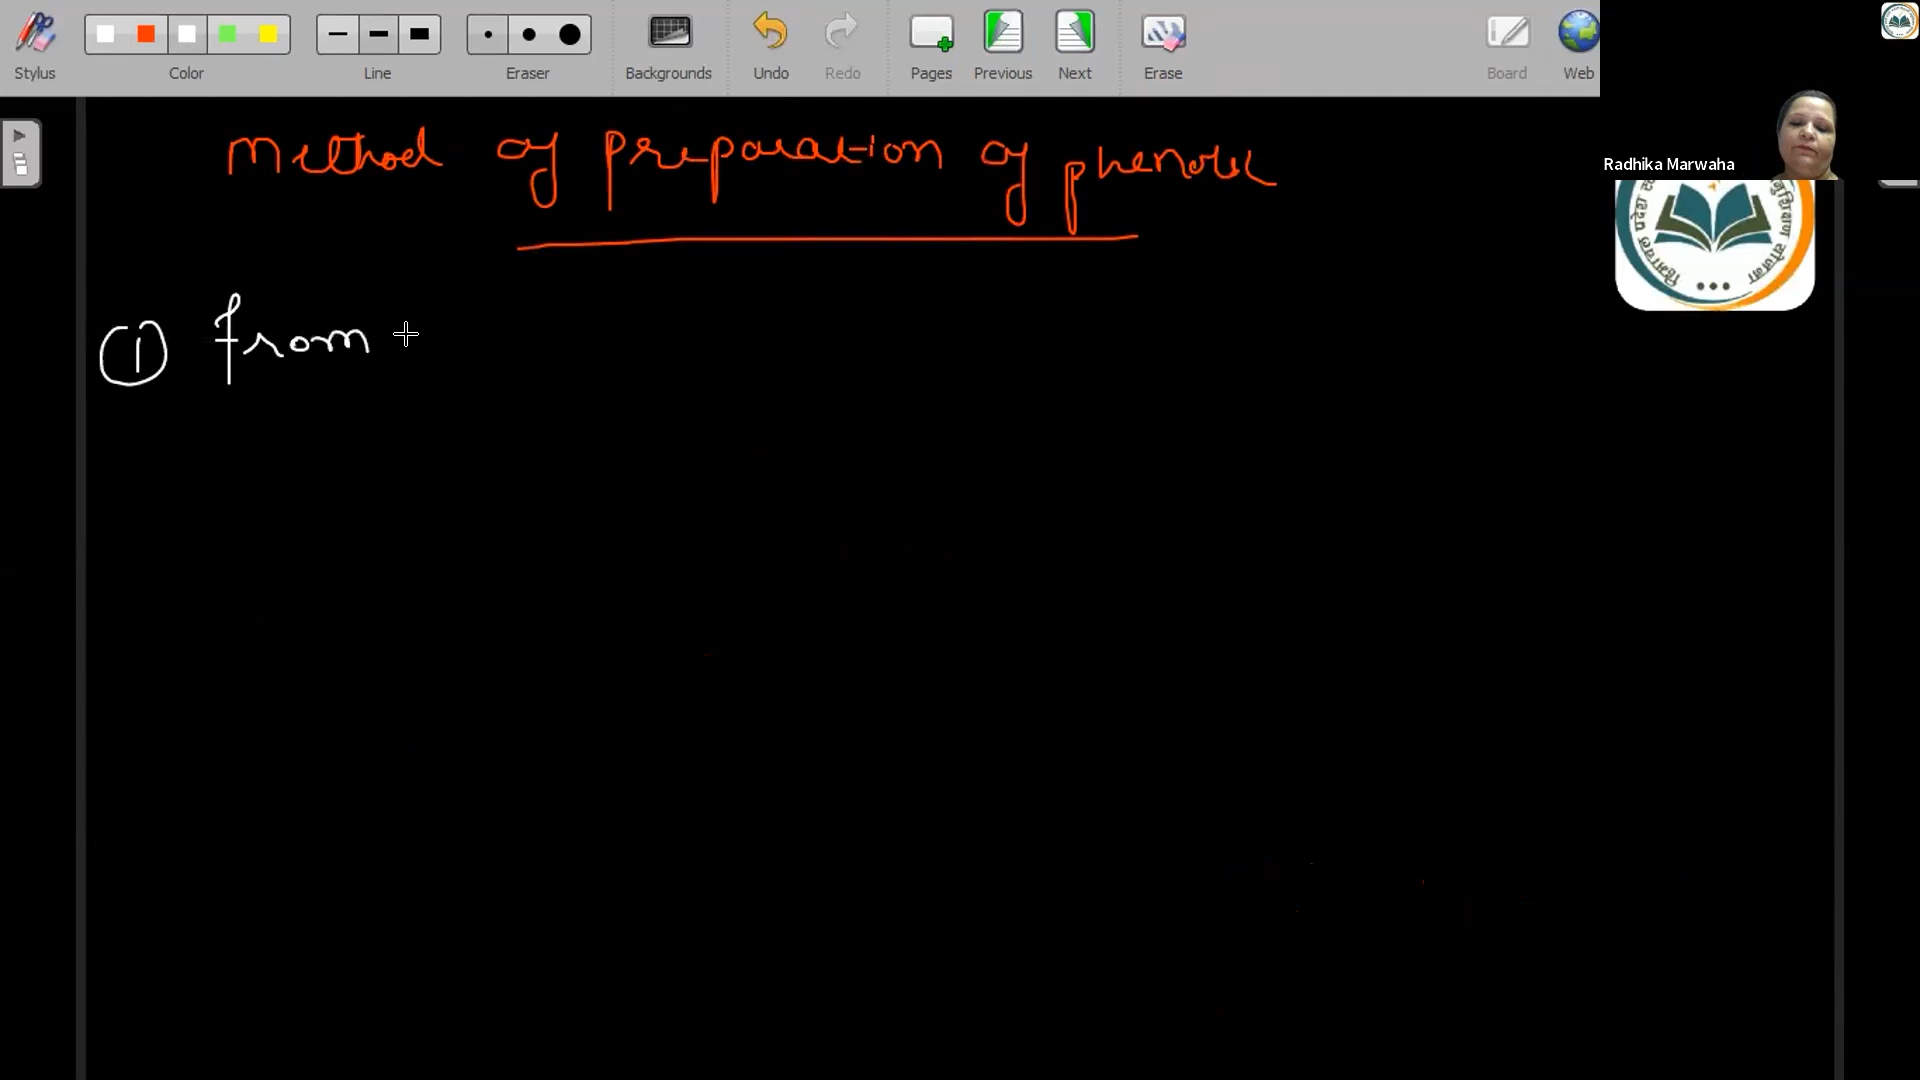 Stylus Color Line Eraser Backgrounds Undo Redo Pages Previous Next Erase Board Web
Radhika Marwaha
Method of preparation of phenols
① from